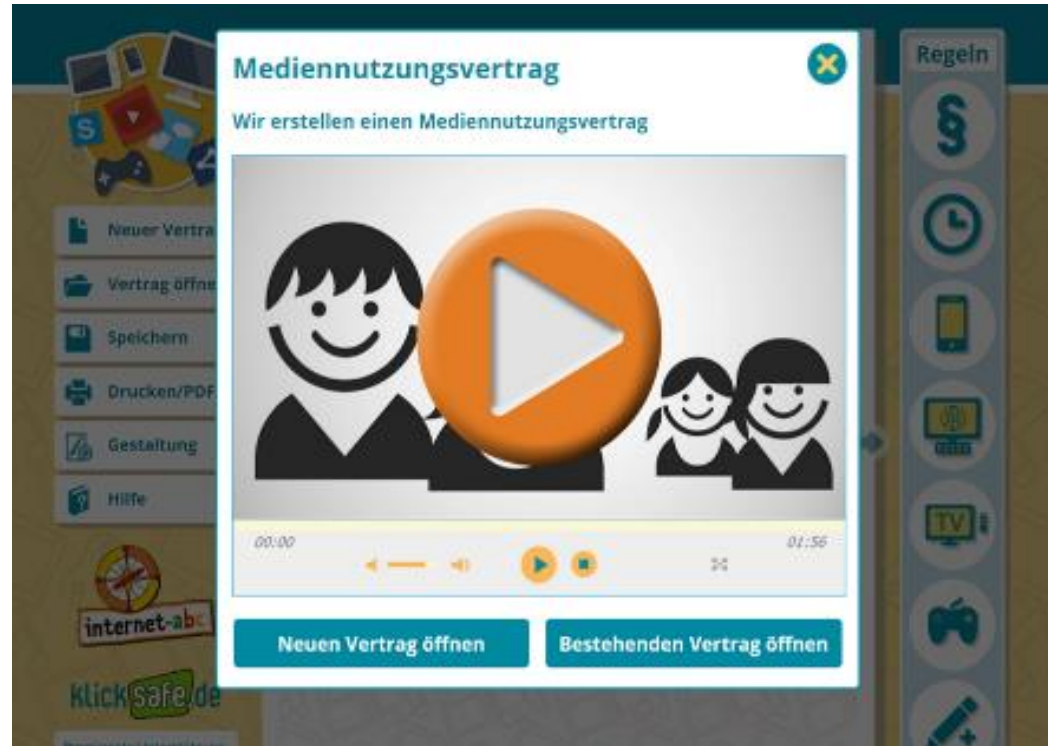 Mediennutzungsvertrag
Wir erstellen einen Mediennutzungsvertrag
00:00
01:56
Neuen Vertrag öffnen
Bestehenden Vertrag öffnen
S
Neuer Vertra
Vertrag öffne
Speichern
Drucken/PDF
Gestaltung
Hilfe
internet-abc
klicksafe.de
Regeln
§
TV